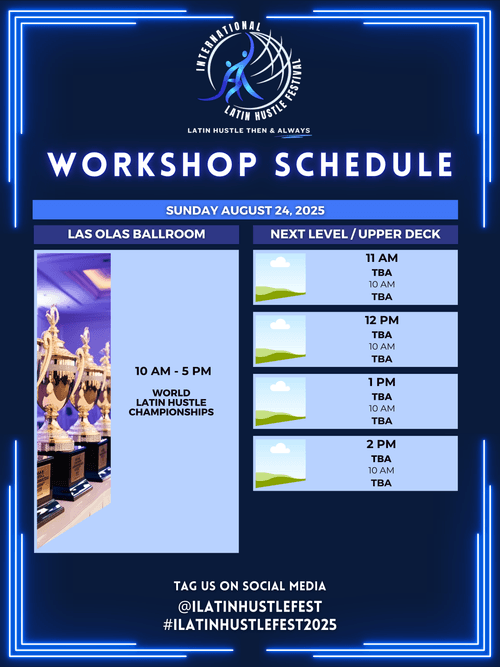 INTERNATIONAL
LATIN HUSTLE FESTIVAL
LATIN HUSTLE THEN & ALWAYS
WORKSHOP SCHEDULE
SUNDAY AUGUST 24, 2025
LAS OLAS BALLROOM
10 AM - 5 PM
WORLD
LATIN HUSTLE
CHAMPIONSHIPS
NEXT LEVEL / UPPER DECK
11 AM
TBA
10 AM
TBA
12 PM
TBA
10 AM
TBA
1 PM
TBA
10 AM
TBA
2 PM
TBA
10 AM
TBA
TAG US ON SOCIAL MEDIA
@ILATINHUSTLEFEST
#ILATINHUSTLEFEST2025